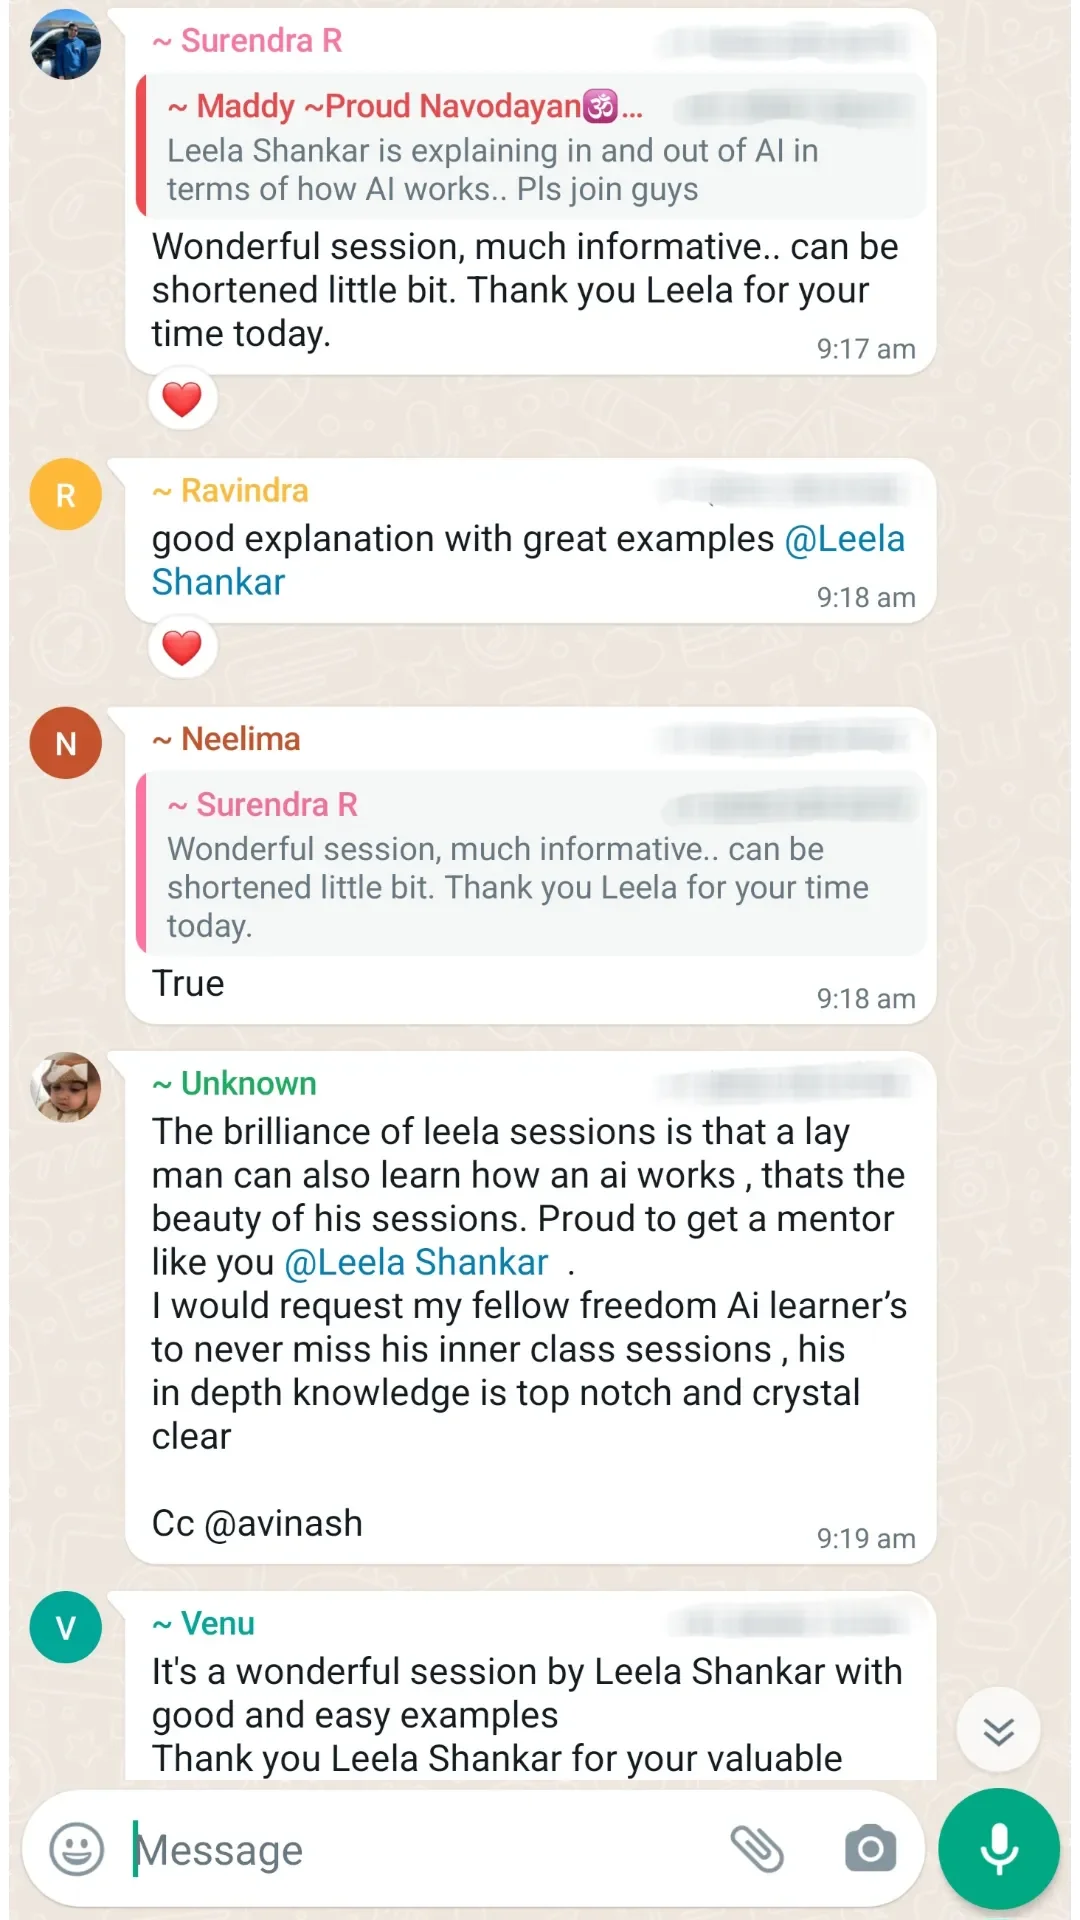 ~ Surendra R
~ Maddy ~Proud Navodayan🕉...
Leela Shankar is explaining in and out of AI in
terms of how AI works.. Pls join guys
Wonderful session, much informative.. can be
shortened little bit. Thank you Leela for your
time today.
9:17 am
R
~ Ravindra
good explanation with great examples @Leela
Shankar
9:18 am
N
~ Neelima
~ Surendra R
Wonderful session, much informative.. can be
shortened little bit. Thank you Leela for your time
today.
True
9:18 am
~ Unknown
The brilliance of leela sessions is that a lay
man can also learn how an ai works , thats the
beauty of his sessions. Proud to get a mentor
like you @Leela Shankar .
I would request my fellow freedom Ai learner’s
to never miss his inner class sessions , his
in depth knowledge is top notch and crystal
clear
Cc @avinash
9:19 am
V
~ Venu
It's a wonderful session by Leela Shankar with
good and easy examples
Thank you Leela Shankar for your valuable
Message